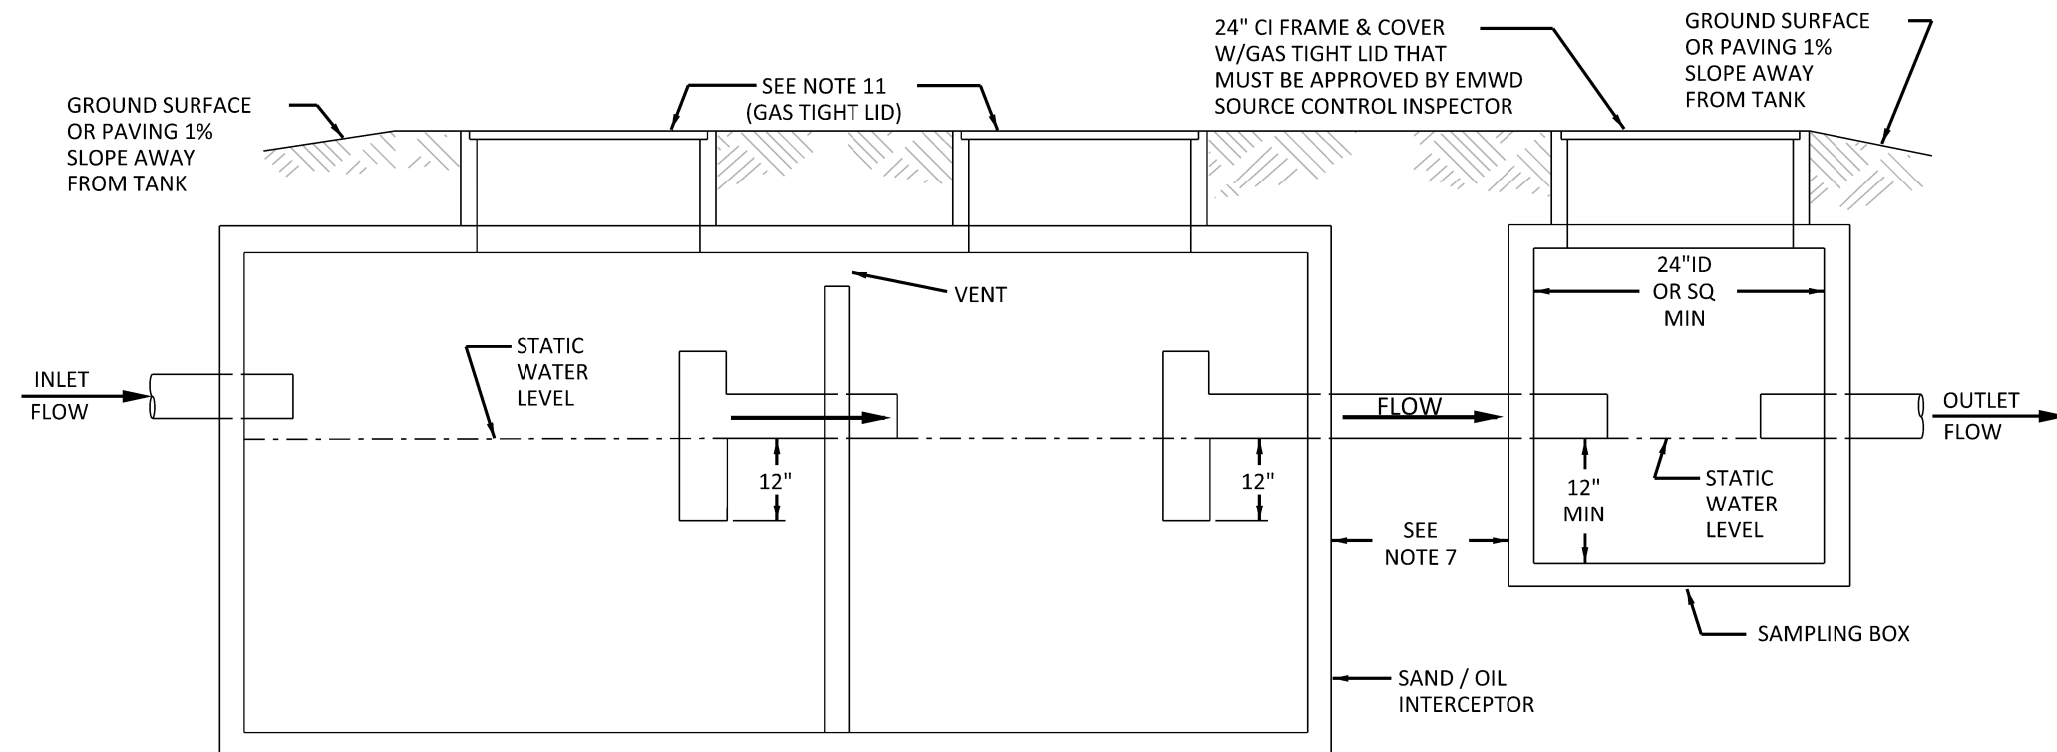 GROUND SURFACE
OR PAVING 1%
SLOPE AWAY
FROM TANK
SEE NOTE 11
(GAS TIGHT LID)
24" CI FRAME & COVER
W/GAS TIGHT LID THAT
MUST BE APPROVED BY EMWD
SOURCE CONTROL INSPECTOR
GROUND SURFACE
OR PAVING 1%
SLOPE AWAY
FROM TANK
VENT
24"ID
OR SQ
MIN
STATIC
WATER
LEVEL
INLET
FLOW
FLOW
OUTLET
FLOW
12"
12"
12"
MIN
STATIC
WATER
LEVEL
SEE
NOTE 7
SAMPLING BOX
SAND / OIL
INTERCEPTOR